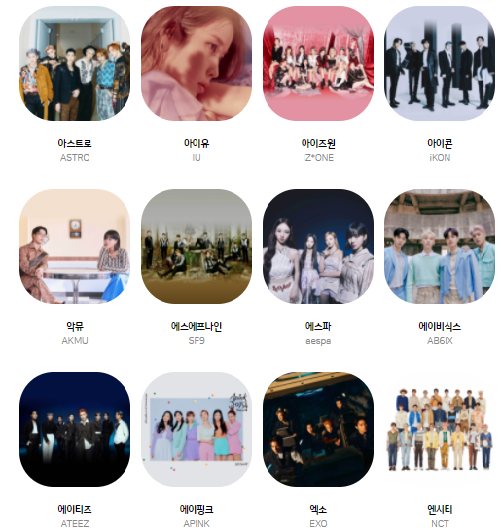 아스트로 아이유 아이즈원 아이콘
ASTRO IU IZ*ONE iKON
악뮤 에스에프나인 에스파 에이비식스
AKMU SF9 aespa AB6IX
에이티즈 에이핑크 엑소 엔시티
ATEEZ APINK EXO NCT